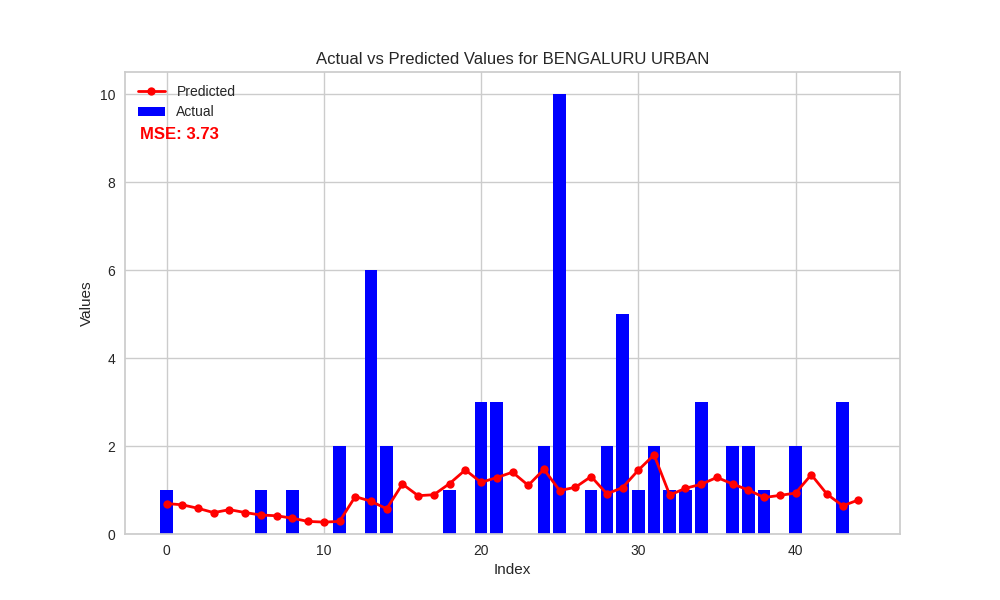 Actual vs Predicted Values for BENGALURU URBAN
Predicted
Actual
MSE: 3.73
10
8
6
4
2
0
Values
0 10 20 30 40
Index